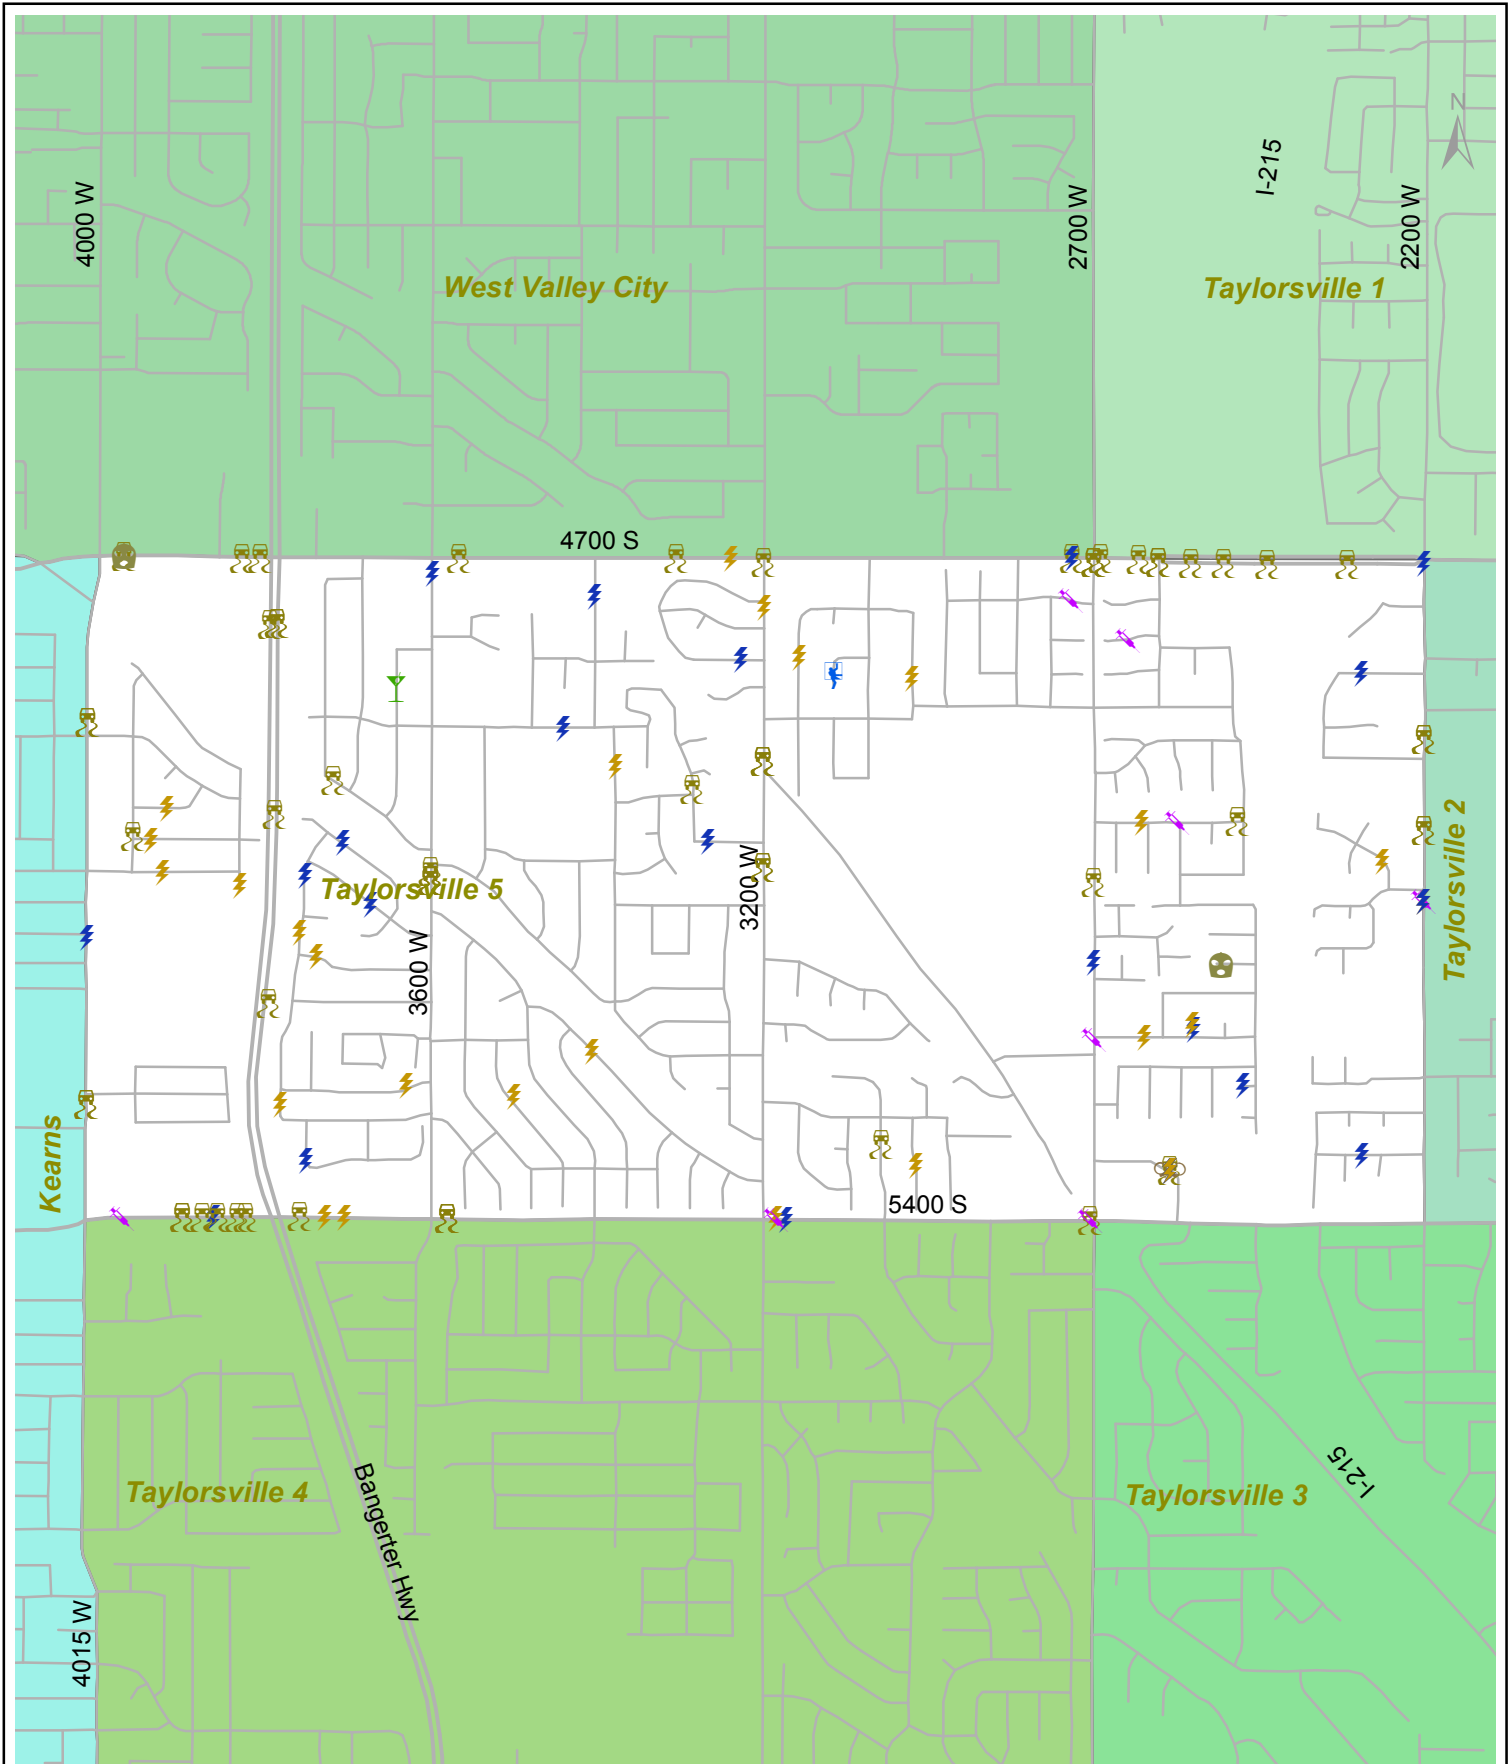 N
I-215
4000 W
2700 W
2200 W
West Valley City
Taylorsville 1
4700 S
Taylorsville 2
3200 W
Taylorsville 5
3600 W
Kearns
5400 S
I-215
Taylorsville 4
Taylorsville 3
Bangerter Hwy
4015 W